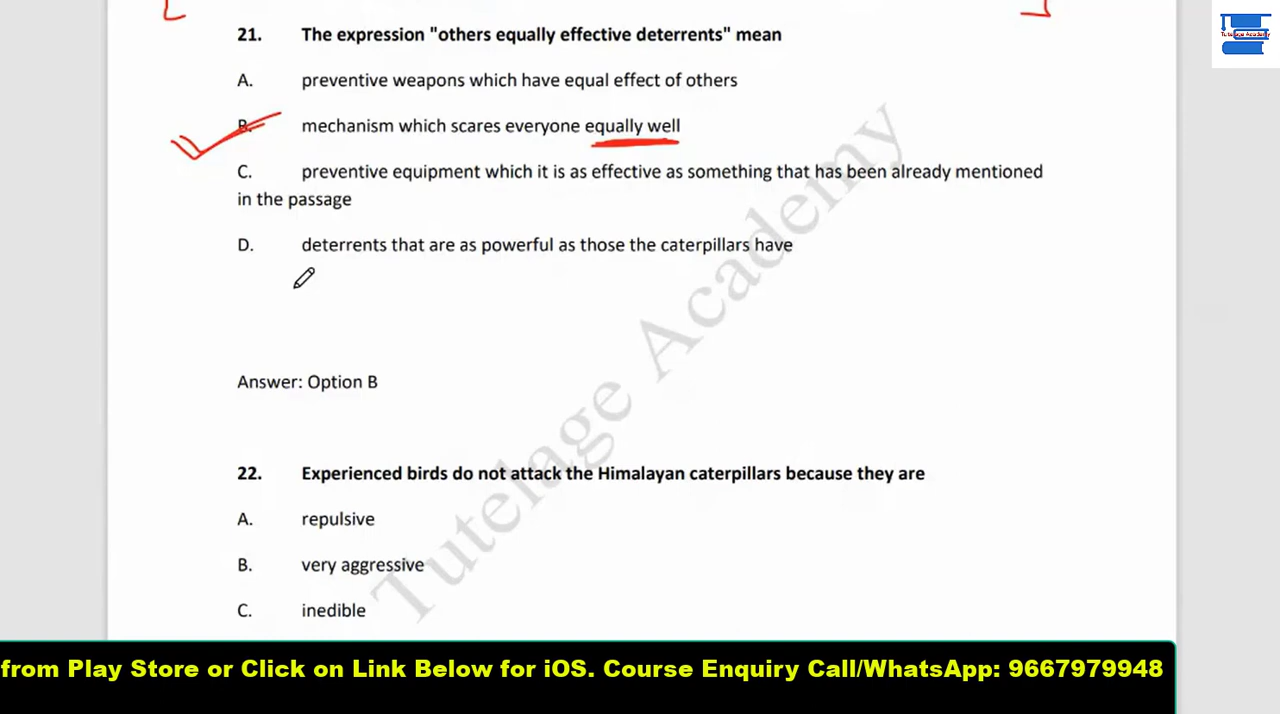 21. The expression "others equally effective deterrents" mean
Tutelage Academy
A. preventive weapons which have equal effect of others
B. mechanism which scares everyone equally well
C. preventive equipment which it is as effective as something that has been already mentioned
in the passage
D. deterrents that are as powerful as those the caterpillars have
Answer: Option B
Tutelage Academy
22. Experienced birds do not attack the Himalayan caterpillars because they are
A. repulsive
B. very aggressive
C. inedible
from Play Store or Click on Link Below for iOS. Course Enquiry Call/WhatsApp: 9667979948